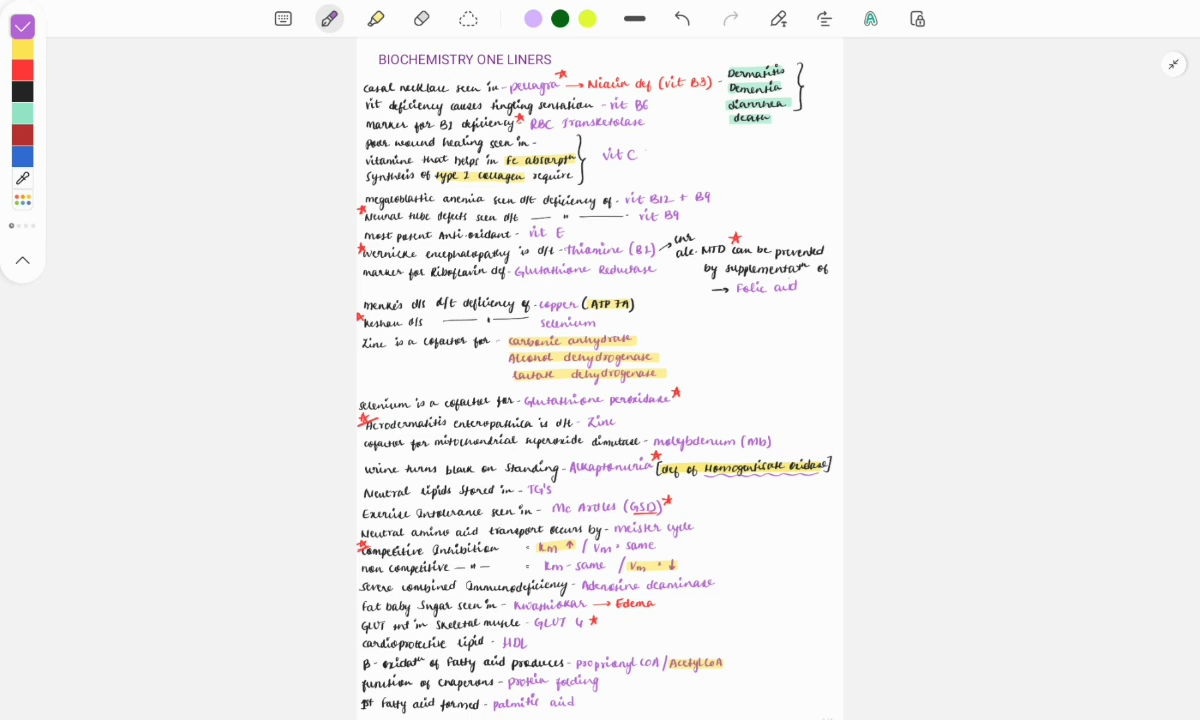 BIOCHEMISTRY ONE LINERS
casal necklace seen in - pellagra → Niacin def (vit B3) - Dermatitis
Dementia
diarrhea
death
vit deficiency causes tingling sensation - vit B6
marker for B1 deficiency - RBC Transketolase
poor wound healing seen in -
vitamine that helps in Fe absorptⁿ
synthesis of type I collagen require
vit C
megaloblastic anemia seen d/t deficiency of - vit B12 + B9
Neural tube defects seen d/t — " — . vit B9
most potent Anti-oxidant - vit E
wernicke encephalopathy is d/t - Thiamine (B1) → chr alc.
marker for Riboflavin def - Glutathione Reductase
NTD can be prevented
by supplementatⁿ of
→ Folic acid
menke's d/s d/t deficiency of - copper (ATP 7A)
keshan d/s — " — selenium
Zinc is a cofactor for - carbonic anhydrase
Alcohol dehydrogenase
lactate dehydrogenase
selenium is a cofactor for - Glutathione peroxidase
Acrodermatitis enteropathica is d/t - Zinc
cofactor for mitochondrial superoxide dimutase - molybdenum (Mb)
urine turns black on standing - Alkaptonuria [def of Homogentisate oxidase]
Neutral lipids stored in - TG's
Exercise Intolerance seen in - Mc Ardles (GSD)
Neutral amino acid transport occurs by - meister cycle
competitive Inhibition = km ↑ / Vm = same
non competitive — " — = km - same / Vm = ↓
severe combined Immunodeficiency - Adenosine deaminase
Fat baby sugar seen in - kwashiokar → Edema
GLUT in skeletal muscle - GLUT 4
cardioprotective lipid - HDL
β-oxidatⁿ of fatty acid produces - proprionyl COA / Acetyl COA
function of chaperons - protein folding
1st fatty acid formed - palmitic acid